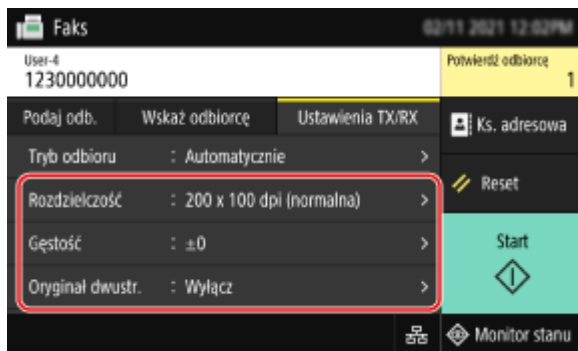 Faks
02/11 2021 12:02PM
User-4
1230000000
Potwierdź odbiorcę
1
Podaj odb.
Wskaż odbiorcę
Ustawienia TX/RX
Ks. adresowa
Tryb odbioru : Automatycznie
Rozdzielczość : 200 x 100 dpi (normalna)
Reset
Gęstość : ±0
Start
Oryginał dwustr. : Wyłącz
Monitor stanu